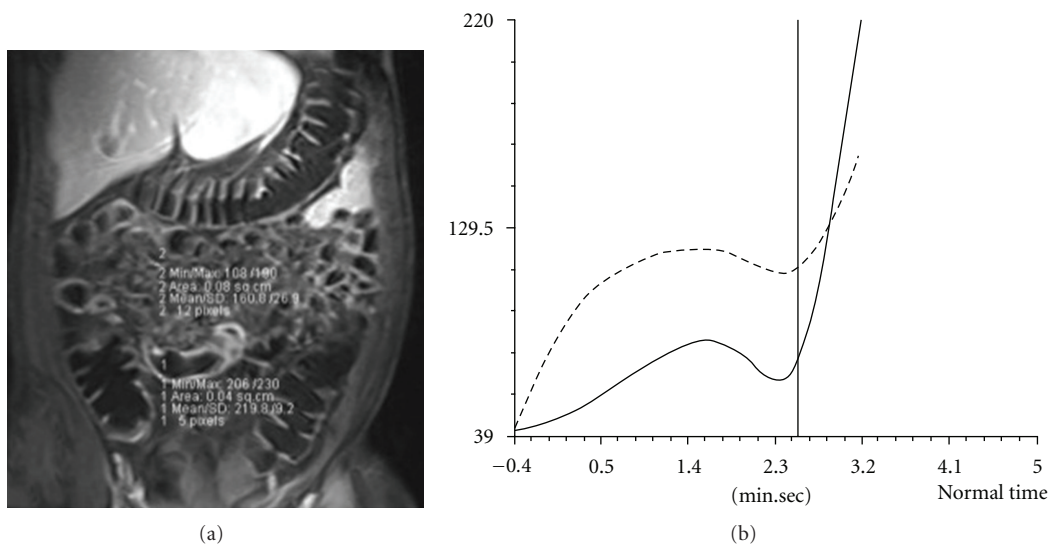 2
2 Min/Max: 108 /190
2 Area: 0.08 sq cm
2 Mean/SD: 160.8 /26.9
2 12 pixels
1
1 Min/Max: 206 /230
1 Area: 0.04 sq cm
1 Mean/SD: 219.8 /9.2
1 5 pixels
(a)
220
129.5
39
−0.4 0.5 1.4 2.3 3.2 4.1 5
(min.sec) Normal time
(b)